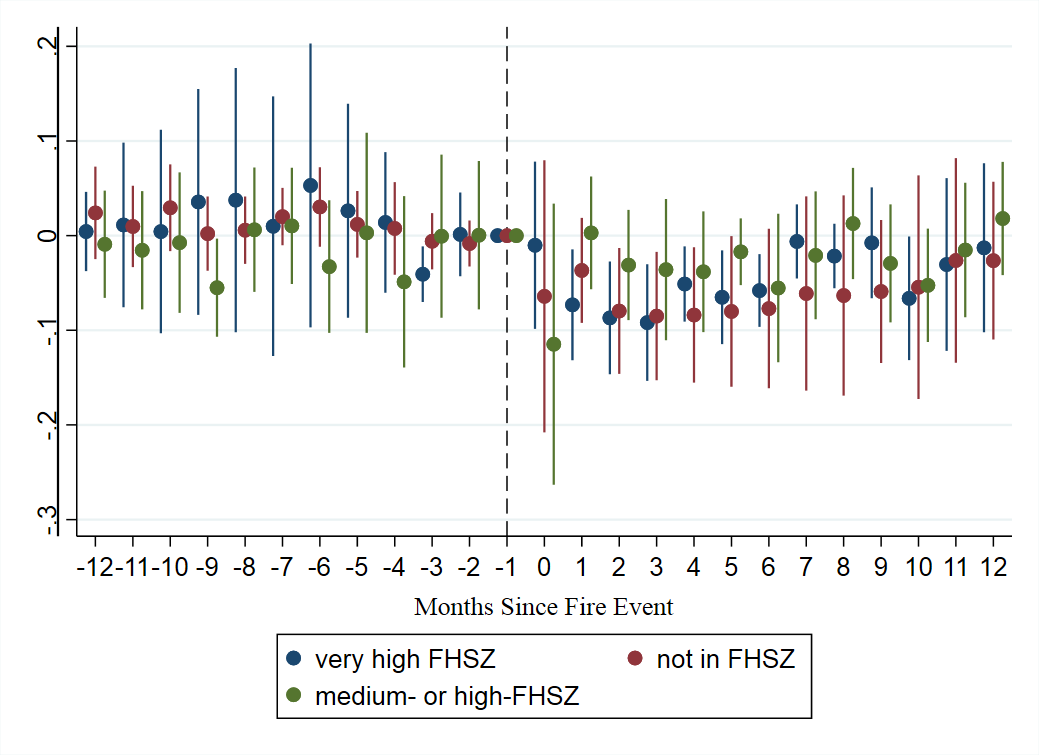 .2
.1
0
-.1
-.2
-.3
-12 -11 -10 -9 -8 -7 -6 -5 -4 -3 -2 -1 0 1 2 3 4 5 6 7 8 9 10 11 12
Months Since Fire Event
very high FHSZ not in FHSZ
medium- or high-FHSZ